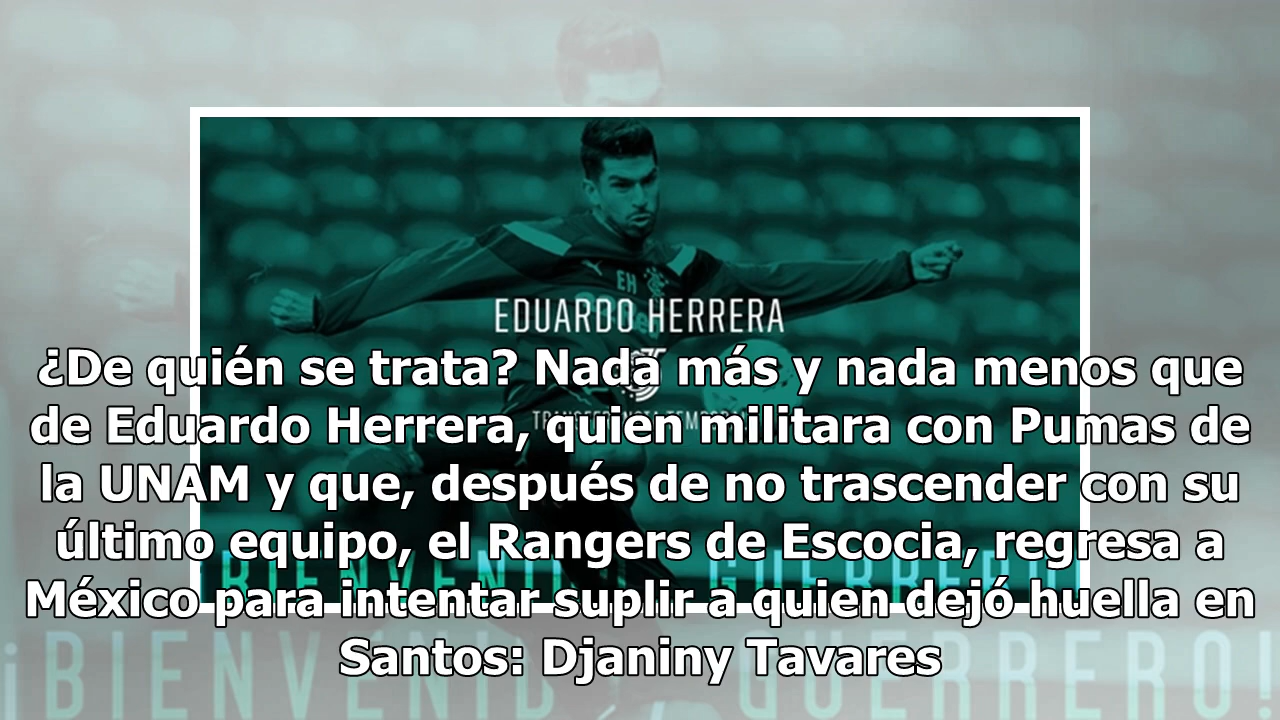 EH
EDUARDO HERRERA
¿De quién se trata? Nada más y nada menos que
de Eduardo Herrera, quien militara con Pumas de
la UNAM y que, después de no trascender con su
último equipo, el Rangers de Escocia, regresa a
México para intentar suplir a quien dejó huella en
Santos: Djaniny Tavares